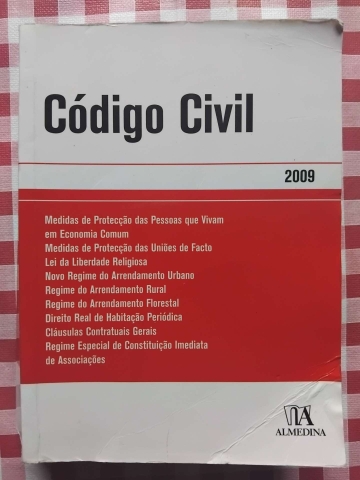 Código Civil
2009
Medidas de Protecção das Pessoas que Vivam
em Economia Comum
Medidas de Protecção das Uniões de Facto
Lei da Liberdade Religiosa
Novo Regime do Arrendamento Urbano
Regime do Arrendamento Rural
Regime do Arrendamento Florestal
Direito Real de Habitação Periódica
Cláusulas Contratuais Gerais
Regime Especial de Constituição Imediata
de Associações
ALMEDINA